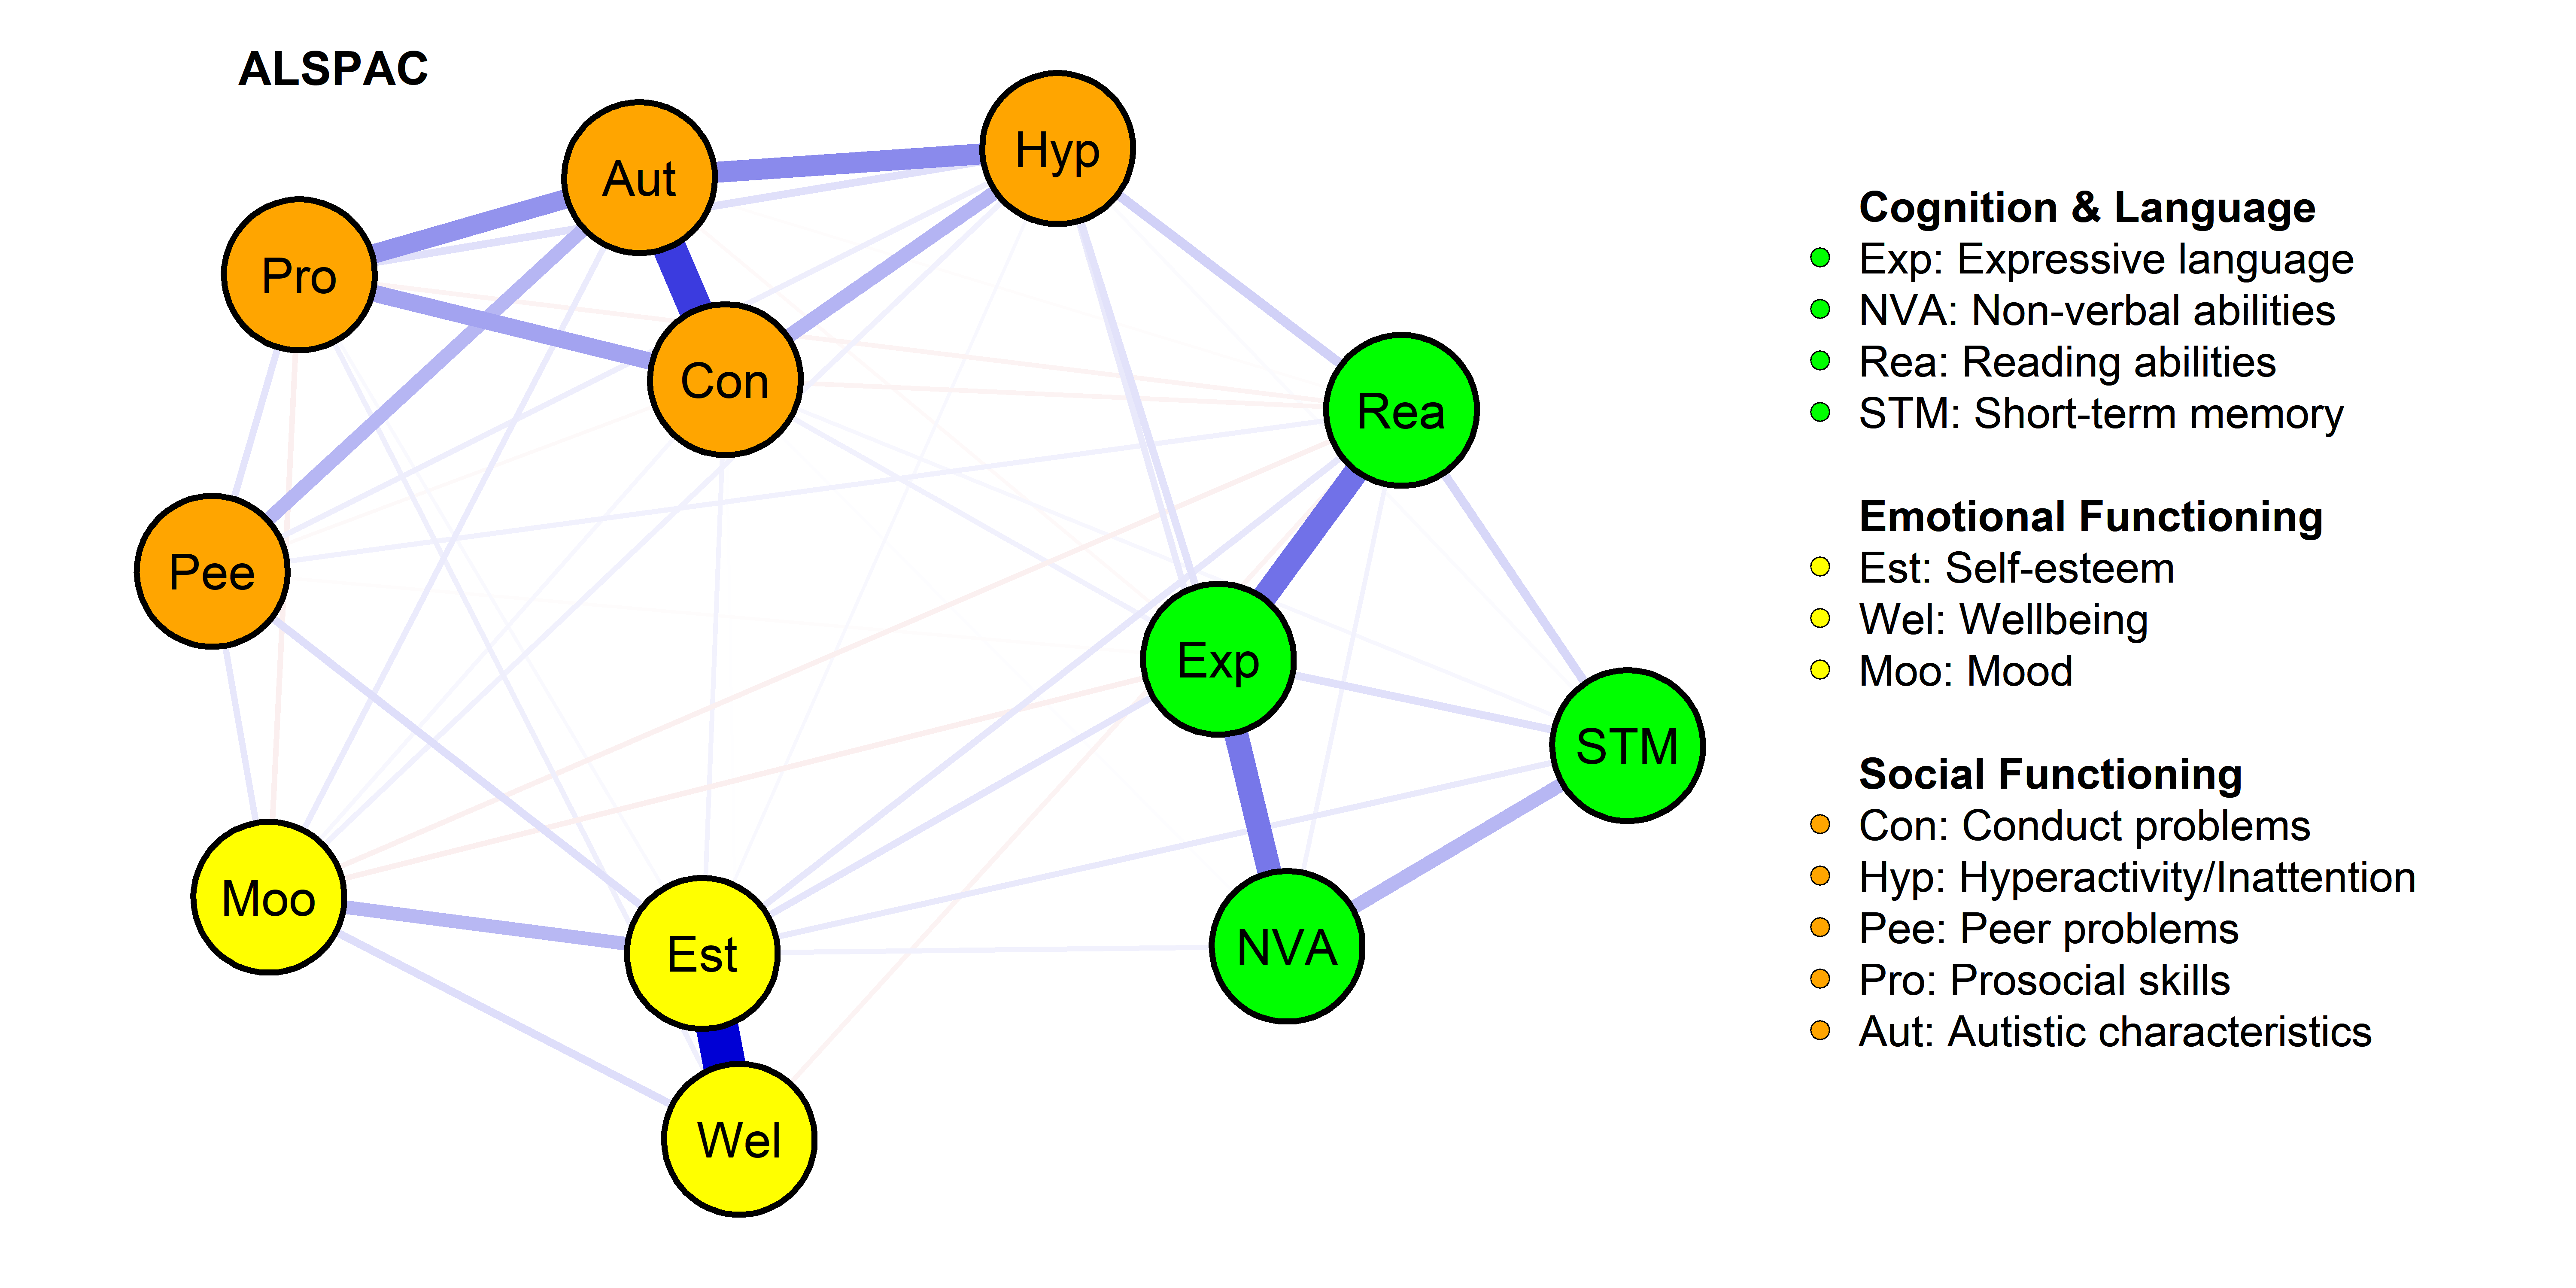 ALSPAC
Hyp
Aut
Pro
Con
Rea
Pee
Exp
STM
Moo
Est
NVA
Wel
Cognition & Language
Exp: Expressive language
NVA: Non-verbal abilities
Rea: Reading abilities
STM: Short-term memory
Emotional Functioning
Est: Self-esteem
Wel: Wellbeing
Moo: Mood
Social Functioning
Con: Conduct problems
Hyp: Hyperactivity/Inattention
Pee: Peer problems
Pro: Prosocial skills
Aut: Autistic characteristics